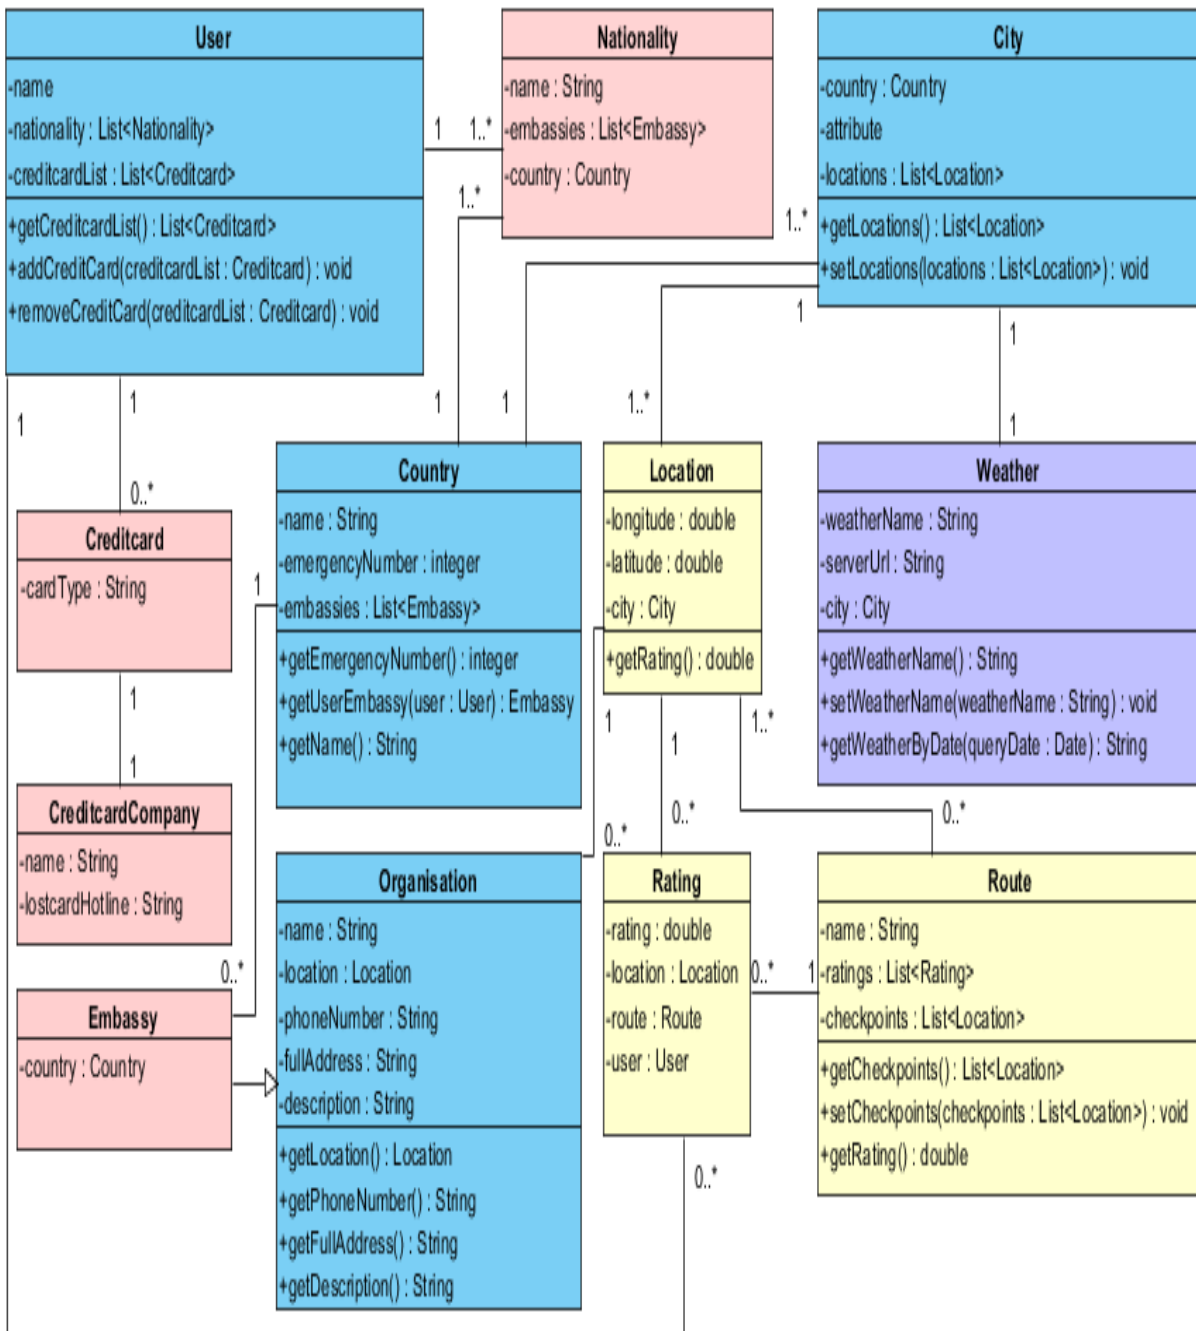 User
-name
-nationality : List<Nationality>
-creditcardList : List<Creditcard>
+getCreditcardList() : List<Creditcard>
+addCreditCard(creditcardList : Creditcard) : void
+removeCreditCard(creditcardList : Creditcard) : void
1
1..*
Nationality
-name : String
-embassies : List<Embassy>
-country : Country
1..*
City
-country : Country
-attribute
-locations : List<Location>
+getLocations() : List<Location>
+setLocations(locations : List<Location>) : void
1..*
1
1
1
1
1
1
1..*
1
0..*
Creditcard
-cardType : String
1
1
1
CreditcardCompany
-name : String
-lostcardHotline : String
0..*
Embassy
-country : Country
Country
-name : String
-emergencyNumber : integer
-embassies : List<Embassy>
+getEmergencyNumber() : integer
+getUserEmbassy(user : User) : Embassy
+getName() : String
Location
-longitude : double
-latitude : double
-city : City
+getRating() : double
1
1
1..*
Weather
-weatherName : String
-serverUrl : String
-city : City
+getWeatherName() : String
+setWeatherName(weatherName : String) : void
+getWeatherByDate(queryDate : Date) : String
0..*
0..*
0..*
Organisation
-name : String
-location : Location
-phoneNumber : String
-fullAddress : String
-description : String
+getLocation() : Location
+getPhoneNumber() : String
+getFullAddress() : String
+getDescription() : String
Rating
-rating : double
-location : Location
-route : Route
-user : User
0..*
1
0..*
Route
-name : String
-ratings : List<Rating>
-checkpoints : List<Location>
+getCheckpoints() : List<Location>
+setCheckpoints(checkpoints : List<Location>) : void
+getRating() : double